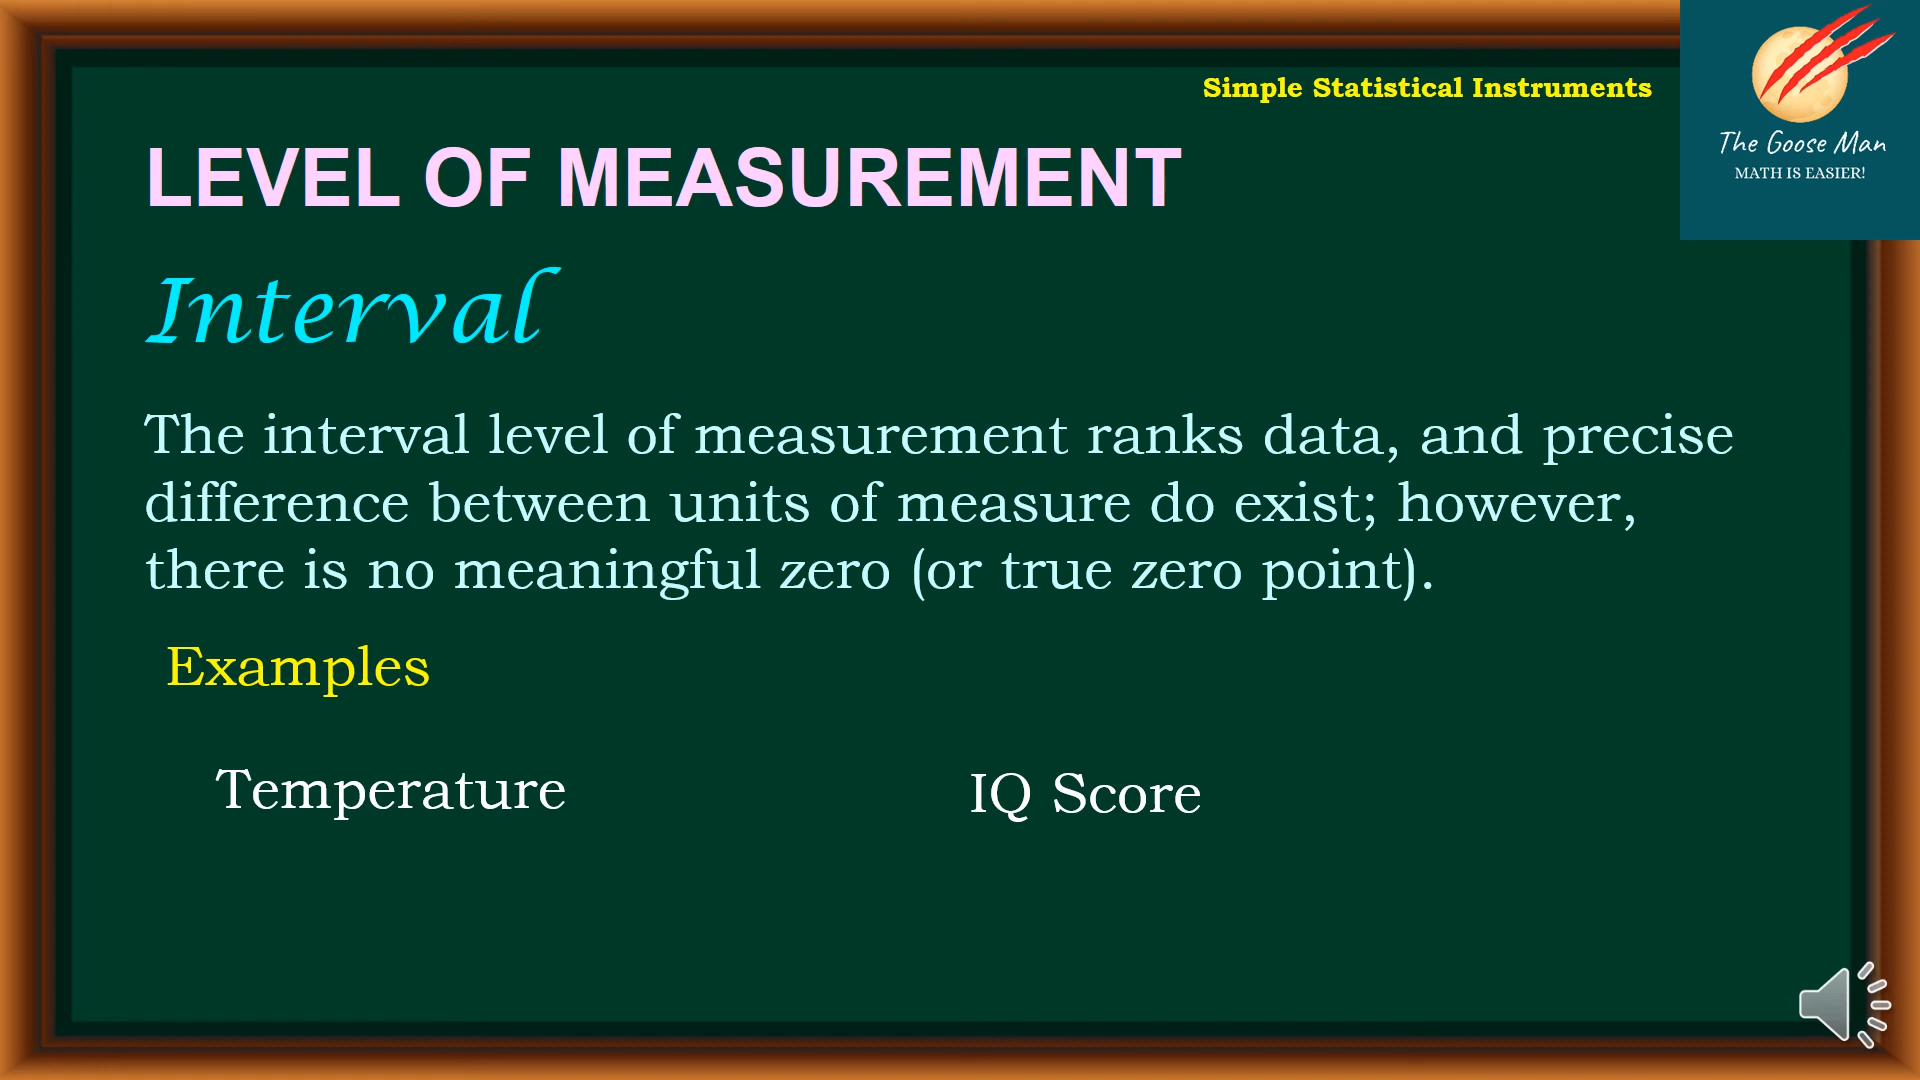 Simple Statistical Instruments
The Goose Man
MATH IS EASIER!
LEVEL OF MEASUREMENT
Interval
The interval level of measurement ranks data, and precise
difference between units of measure do exist; however,
there is no meaningful zero (or true zero point).
Examples
Temperature
IQ Score